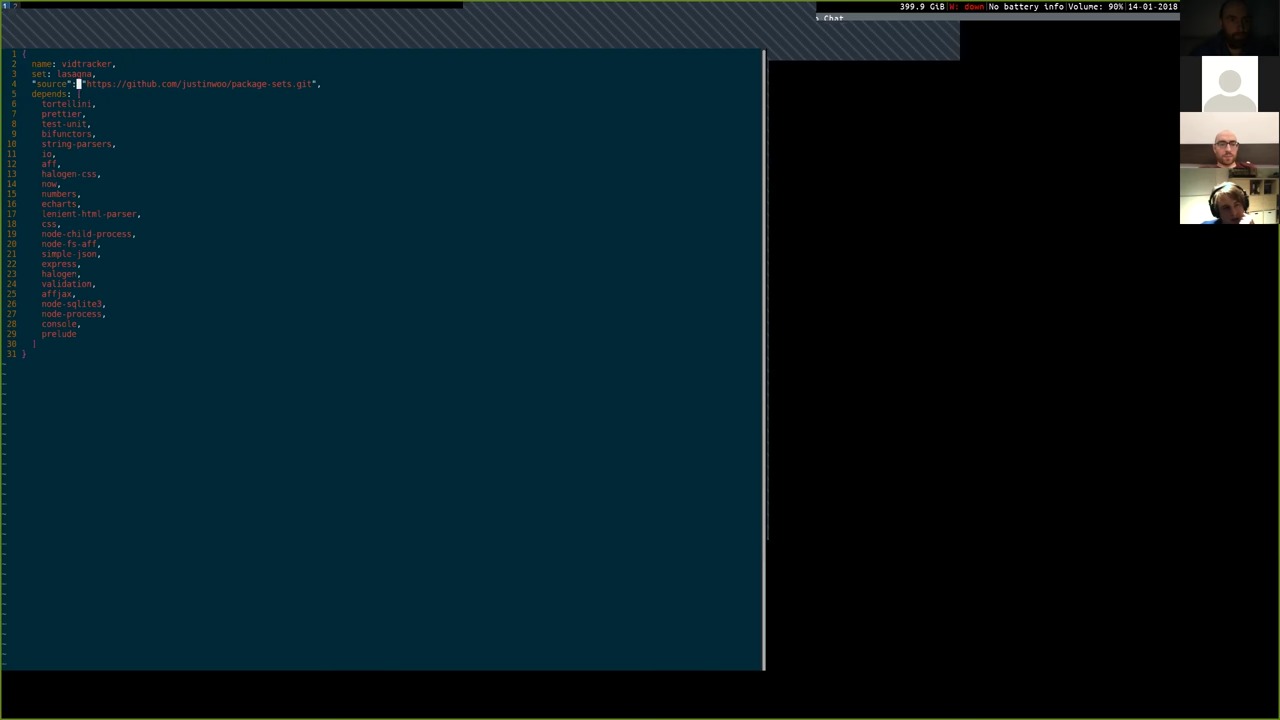 1 2
399.9 GiB|W: down|No battery info|Volume: 90%|14-01-2018
Chat
1 {
2 name: vidtracker,
3 set: lasagna,
4 "source": "https://github.com/justinwoo/package-sets.git",
5 depends: [
6 tortellini,
7 prettier,
8 test-unit,
9 bifunctors,
10 string-parsers,
11 io,
12 aff,
13 halogen-css,
14 now,
15 numbers,
16 echarts,
17 lenient-html-parser,
18 css,
19 node-child-process,
20 node-fs-aff,
21 simple-json,
22 express,
23 halogen,
24 validation,
25 affjax,
26 node-sqlite3,
27 node-process,
28 console,
29 prelude
30 ]
31 }